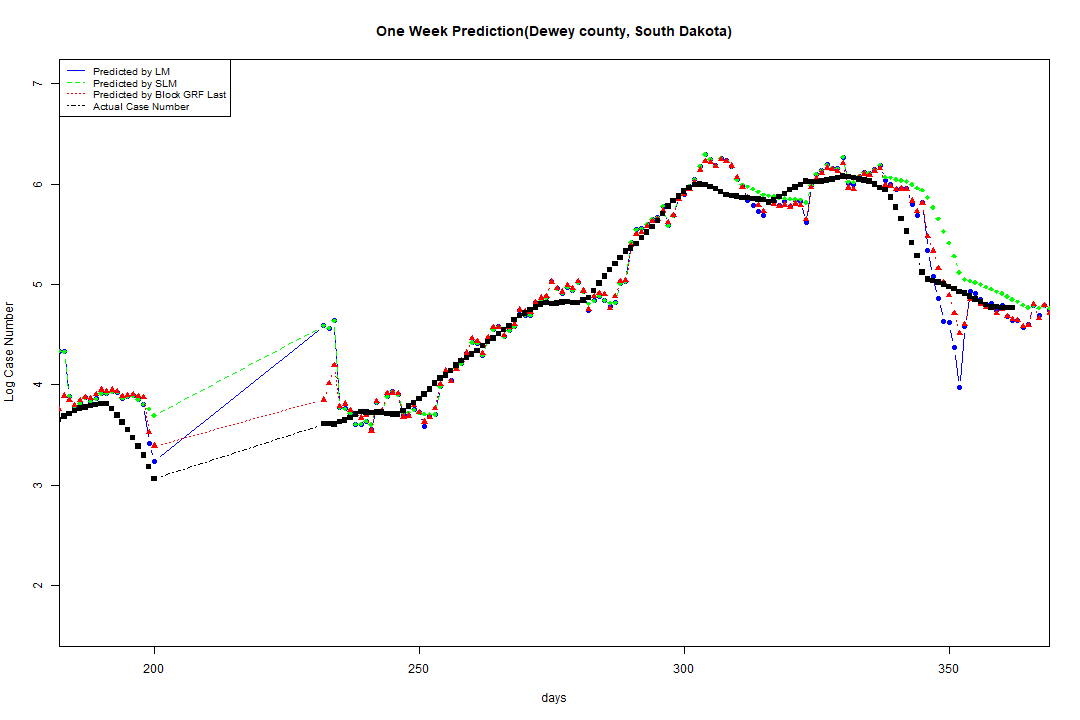 One Week Prediction(Dewey county, South Dakota)
Predicted by LM
Predicted by SLM
Predicted by Block GRF Last
Actual Case Number
7
6
5
4
3
2
Log Case Number
200 250 300 350
days